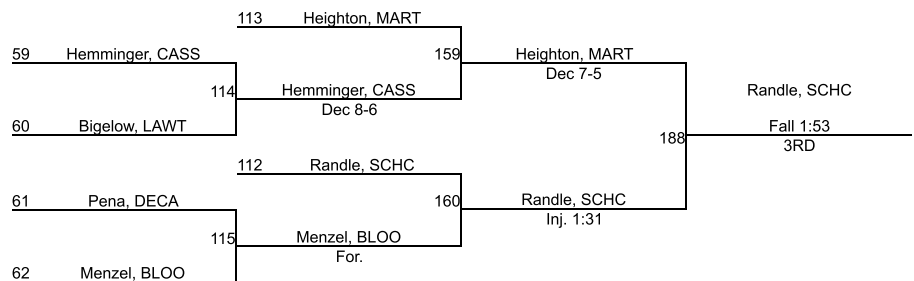 113 Heighton, MART
59 Hemminger, CASS
159 Heighton, MART
Dec 7-5
114 Hemminger, CASS
Dec 8-6
Randle, SCHC
60 Bigelow, LAWT
188 Fall 1:53
3RD
112 Randle, SCHC
61 Pena, DECA
160 Randle, SCHC
Inj. 1:31
115 Menzel, BLOO
For.
62 Menzel, BLOO